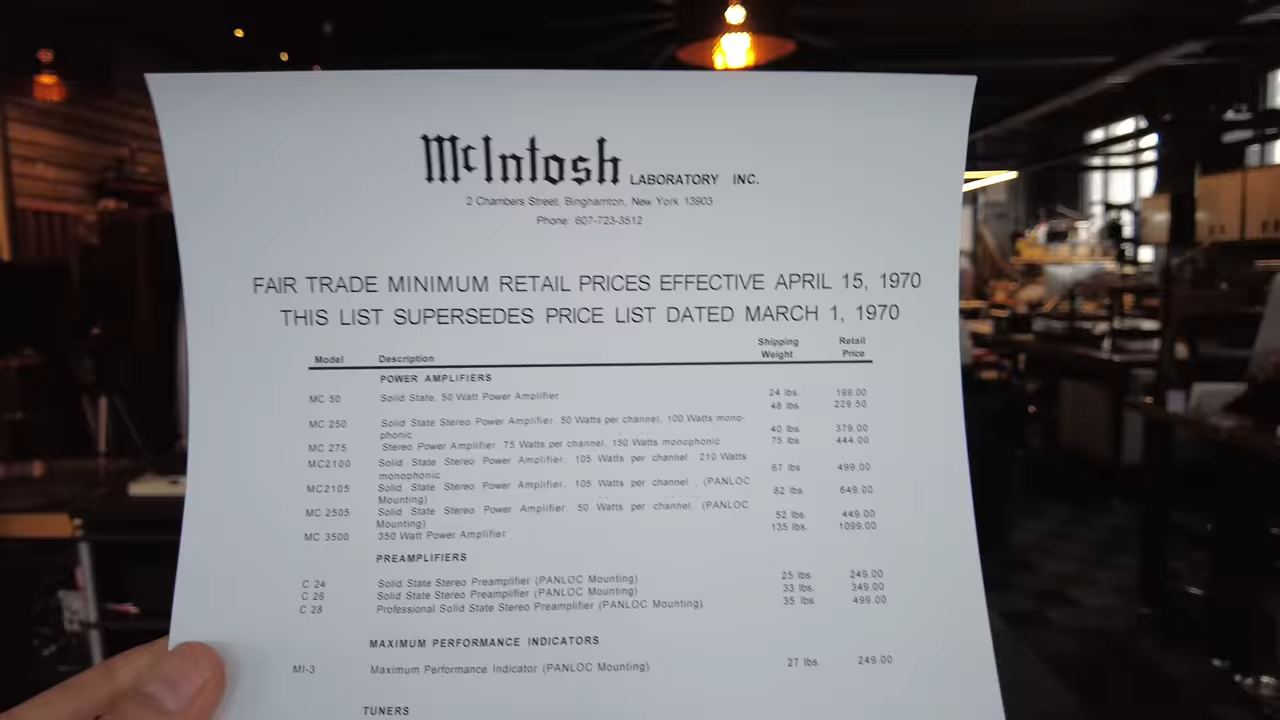 McIntosh LABORATORY INC.
2 Chambers Street, Binghamton, New York 13903
Phone: 607-723-3512
FAIR TRADE MINIMUM RETAIL PRICES EFFECTIVE APRIL 15, 1970
THIS LIST SUPERSEDES PRICE LIST DATED MARCH 1, 1970
Model Description Shipping Weight Retail Price
POWER AMPLIFIERS
MC 50 Solid State, 50 Watt Power Amplifier 24 lbs. 199.00
48 lbs. 229.50
MC 250 Solid State Stereo Power Amplifier. 50 Watts per channel, 100 Watts mono-
phonic 40 lbs. 379.00
MC 275 Stereo Power Amplifier. 75 Watts per channel, 150 Watts monophonic 75 lbs. 444.00
MC2100 Solid State Stereo Power Amplifier. 105 Watts per channel 210 Watts
monophonic 67 lbs. 499.00
MC2105 Solid State Stereo Power Amplifier. 105 Watts per channel . (PANLOC
Mounting) 82 lbs. 649.00
MC 2505 Solid State Stereo Power Amplifier. 50 Watts per channel. (PANLOC
Mounting) 52 lbs. 449.00
MC 3500 350 Watt Power Amplifier 135 lbs. 1099.00
PREAMPLIFIERS
C 24 Solid State Stereo Preamplifier (PANLOC Mounting) 25 lbs. 249.00
C 26 Solid State Stereo Preamplifier (PANLOC Mounting) 33 lbs. 349.00
C 28 Professional Solid State Stereo Preamplifier (PANLOC Mounting) 35 lbs. 499.00
MAXIMUM PERFORMANCE INDICATORS
MI-3 Maximum Performance Indicator (PANLOC Mounting) 27 lbs. 249.00
TUNERS